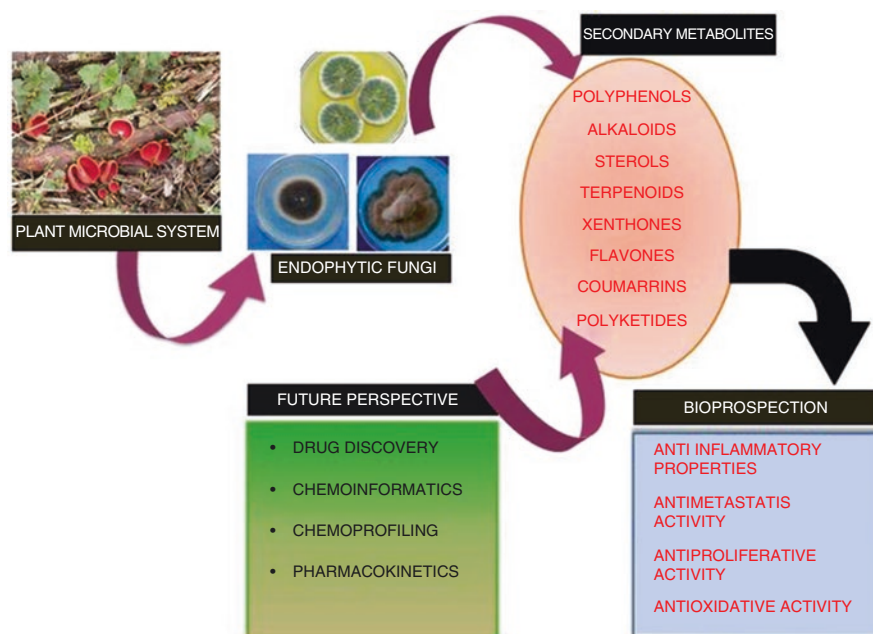 SECONDARY METABOLITES
POLYPHENOLS
ALKALOIDS
STEROLS
TERPENOIDS
XENTHONES
FLAVONES
COUMARRINS
POLYKETIDES
PLANT MICROBIAL SYSTEM
ENDOPHYTIC FUNGI
FUTURE PERSPECTIVE
• DRUG DISCOVERY
• CHEMOINFORMATICS
• CHEMOPROFILING
• PHARMACOKINETICS
BIOPROSPECTION
ANTI INFLAMMATORY
PROPERTIES
ANTIMETASTATIS
ACTIVITY
ANTIPROLIFERATIVE
ACTIVITY
ANTIOXIDATIVE ACTIVITY